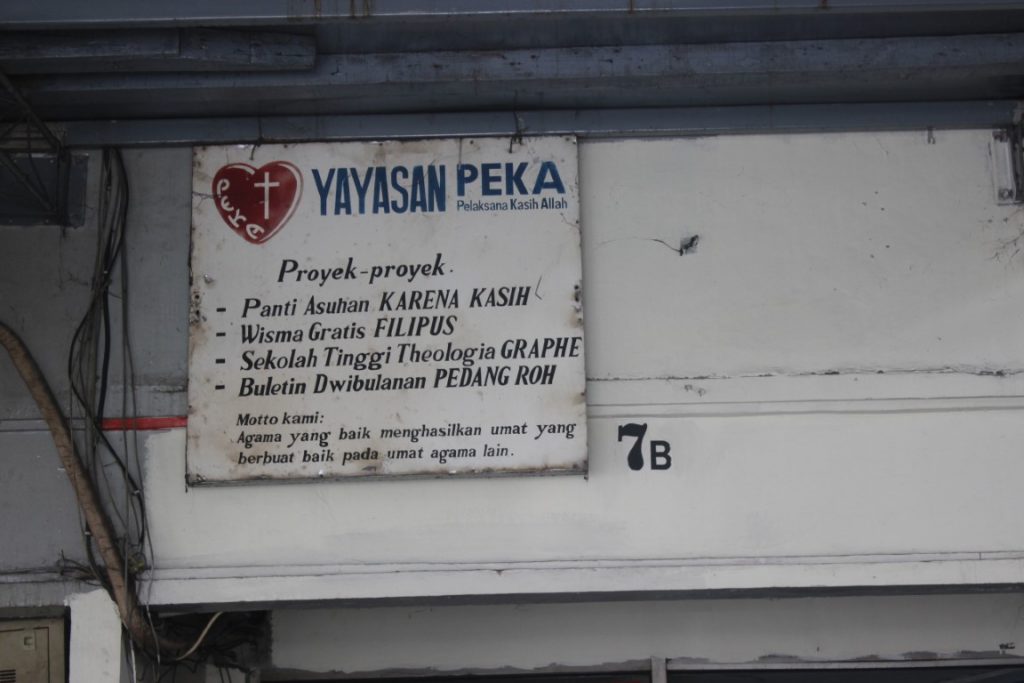 PEKA
YAYASAN PEKA
Pelaksana Kasih Allah
Proyek-proyek.
- Panti Asuhan KARENA KASIH
- Wisma Gratis FILIPUS
- Sekolah Tinggi Theologia GRAPHE
- Buletin Dwibulanan PEDANG ROH
Motto kami:
Agama yang baik menghasilkan umat yang
berbuat baik pada umat agama lain.
7B